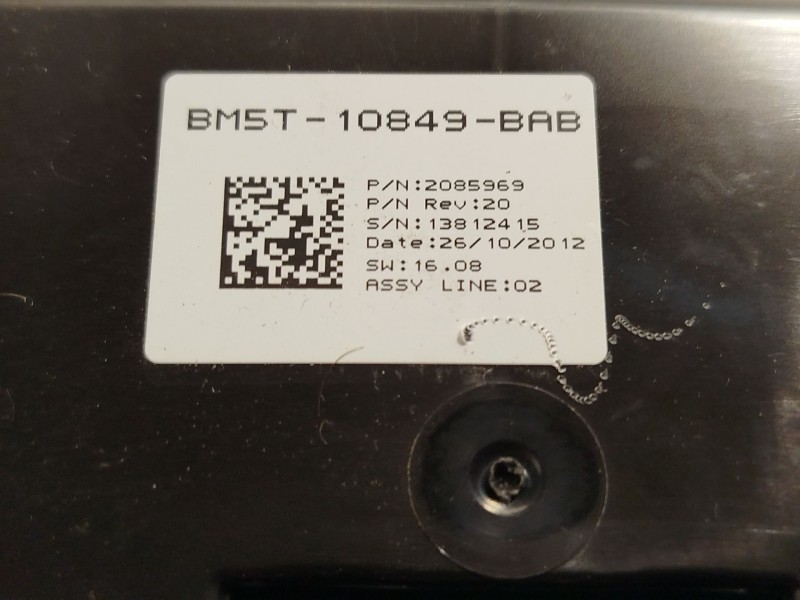 BM5T-10849-BAB
P/N:2085969
P/N Rev:20
S/N:13812415
Date:26/10/2012
SW:16.08
ASSY LINE:02